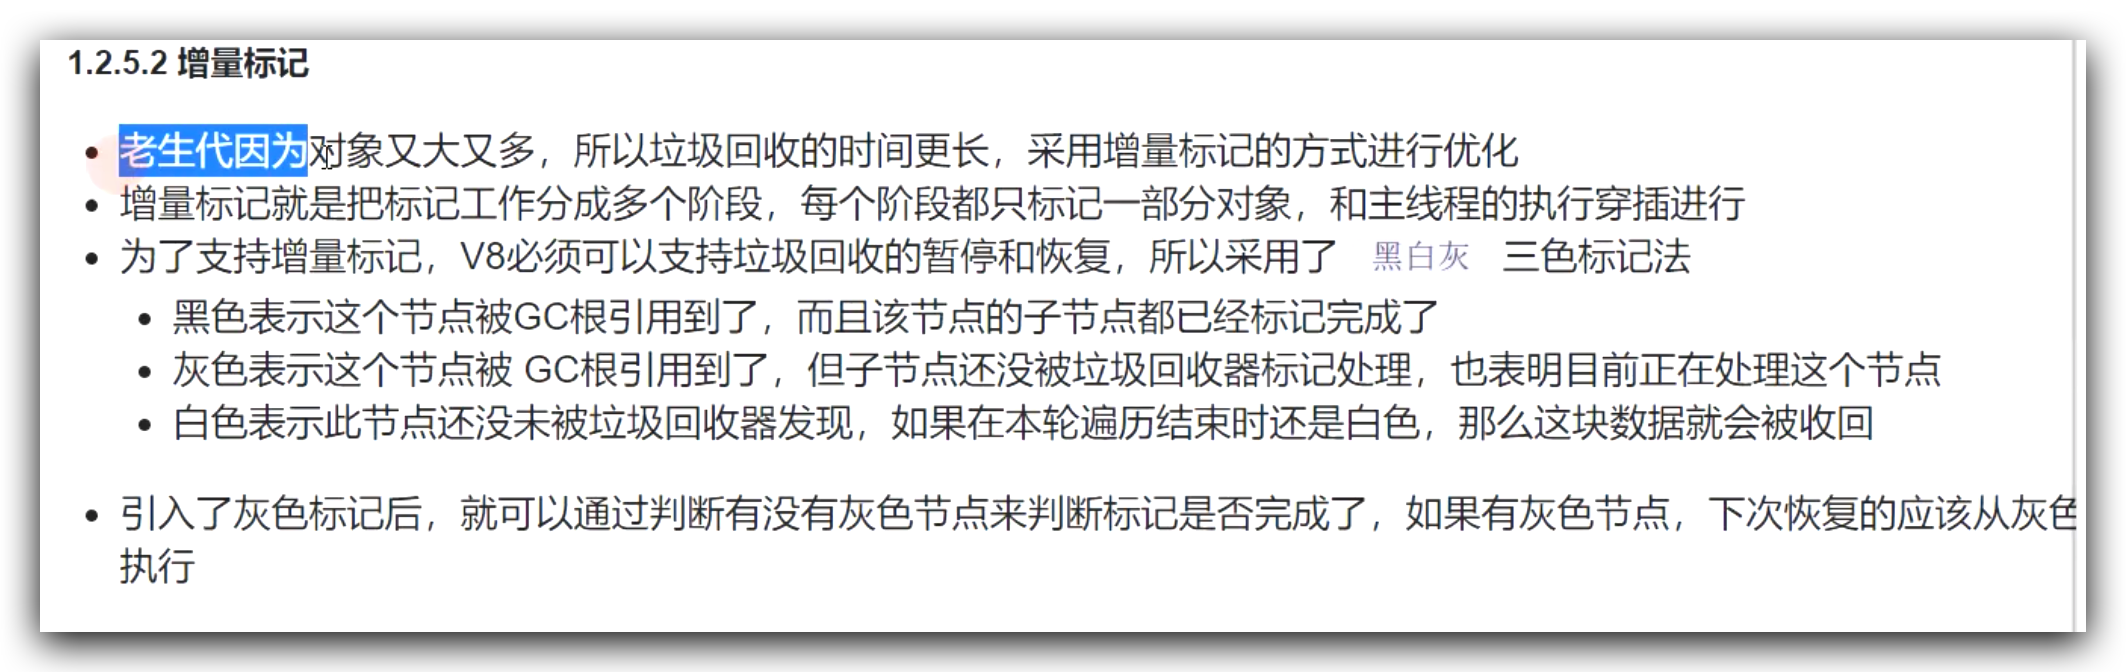 1.2.5.2 增量标记
老生代因为对象又大又多，所以垃圾回收的时间更长，采用增量标记的方式进行优化
增量标记就是把标记工作分成多个阶段，每个阶段都只标记一部分对象，和主线程的执行穿插进行
为了支持增量标记，V8必须可以支持垃圾回收的暂停和恢复，所以采用了 黑白灰 三色标记法
黑色表示这个节点被GC根引用到了，而且该节点的子节点都已经标记完成了
灰色表示这个节点被 GC根引用到了，但子节点还没被垃圾回收器标记处理，也表明目前正在处理这个节点
白色表示此节点还没未被垃圾回收器发现，如果在本轮遍历结束时还是白色，那么这块数据就会被收回
引入了灰色标记后，就可以通过判断有没有灰色节点来判断标记是否完成了，如果有灰色节点，下次恢复的应该从灰色
执行